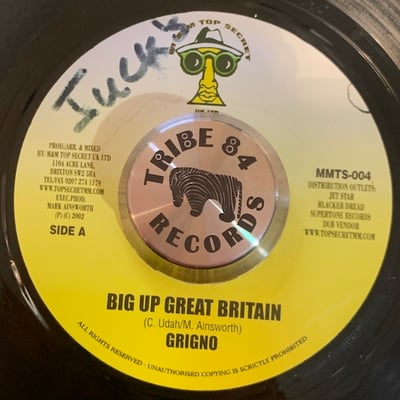 M TOP SECRET
UK LTD
Juck's
TRIBE 84
RECORDS
PROD./ARR. & MIXED
BY: M&M TOP SECRET UK LTD
110A ACRE LANE,
BRIXTON SW2 5RA
TEL/FAX 0207 274 1178
WWW.TOPSECRETMM.COM
EXEC.PROD.
MARK AINSWORTH
(P) (C) 2002
SIDE A
MMTS-004
DISTRIBUTION OUTLETS:
JET STAR
BLACKER DREAD
SUPERTONE RECORDS
DUB VENDOR
WWW.TOPSECRETMM.COM
BIG UP GREAT BRITAIN
(C. Udah/M. Ainsworth)
GRIGNO
ALL RIGHTS RESERVED - UNAUTHORISED COPYING IS SCRICTLY PROHIBITED